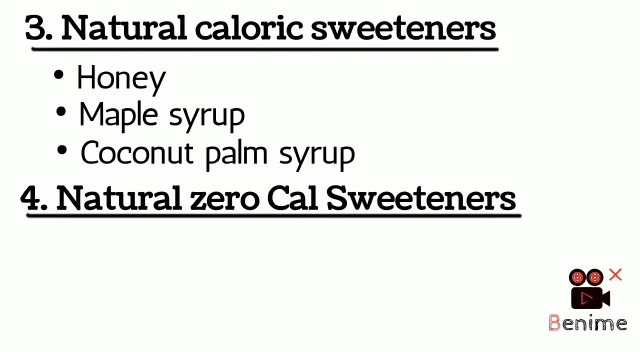 3. Natural caloric sweeteners
• Honey
• Maple syrup
• Coconut palm syrup
4. Natural zero Cal Sweeteners
Benime